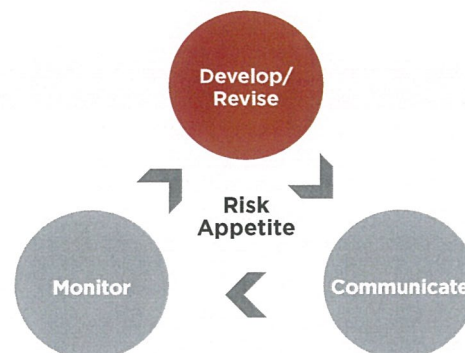 Develop/
Revise
Risk
Appetite
Monitor
Communicate